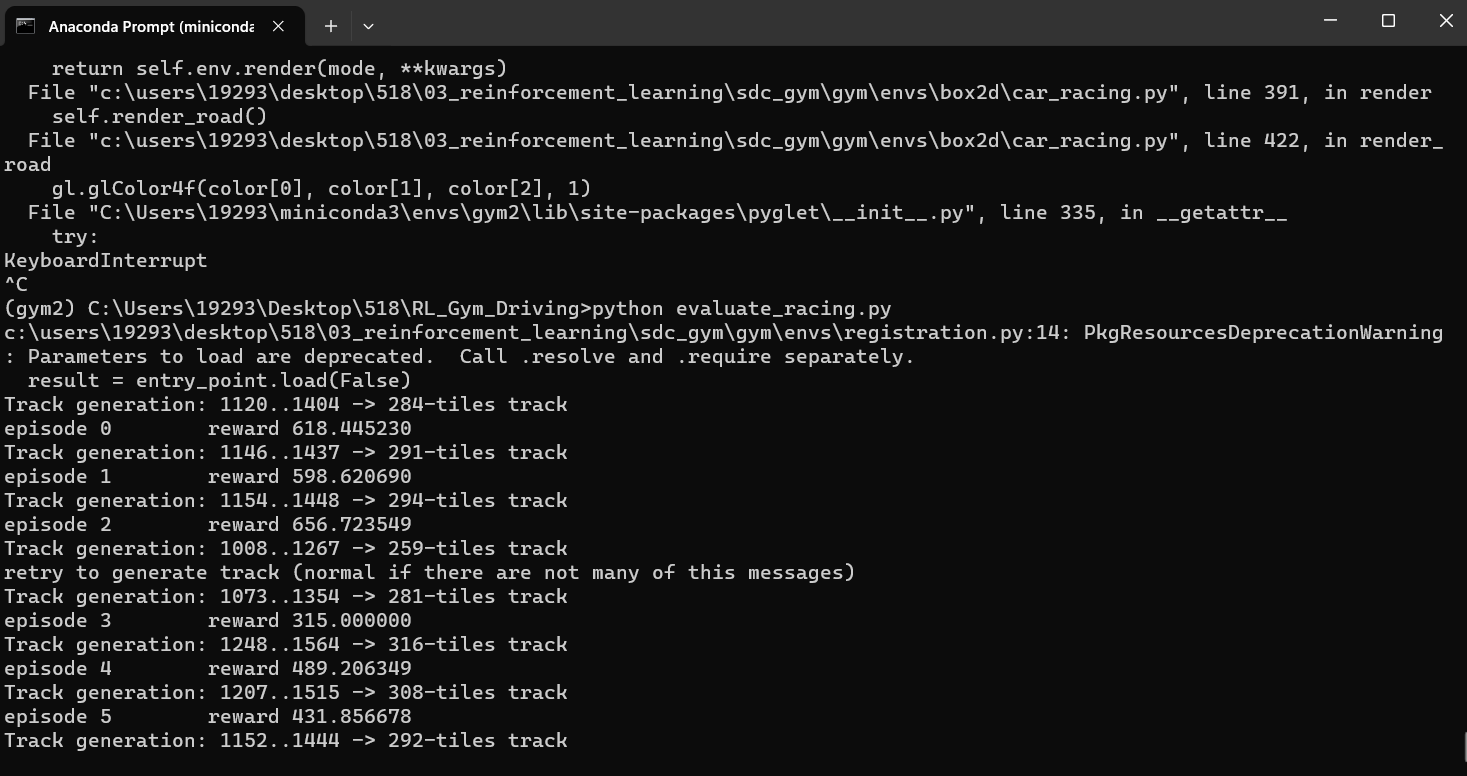 Anaconda Prompt (miniconda
return self.env.render(mode, **kwargs)
File "c:\users\19293\desktop\518\03_reinforcement_learning\sdc_gym\gym\envs\box2d\car_racing.py", line 391, in render
self.render_road()
File "c:\users\19293\desktop\518\03_reinforcement_learning\sdc_gym\gym\envs\box2d\car_racing.py", line 422, in render_
road
gl.glColor4f(color[0], color[1], color[2], 1)
File "C:\Users\19293\miniconda3\envs\gym2\lib\site-packages\pyglet\__init__.py", line 335, in __getattr__
try:
KeyboardInterrupt
^C
(gym2) C:\Users\19293\Desktop\518\RL_Gym_Driving>python evaluate_racing.py
c:\users\19293\desktop\518\03_reinforcement_learning\sdc_gym\gym\envs\registration.py:14: PkgResourcesDeprecationWarning
: Parameters to load are deprecated.  Call .resolve and .require separately.
result = entry_point.load(False)
Track generation: 1120..1404 -> 284-tiles track
episode 0        reward 618.445230
Track generation: 1146..1437 -> 291-tiles track
episode 1        reward 598.620690
Track generation: 1154..1448 -> 294-tiles track
episode 2        reward 656.723549
Track generation: 1008..1267 -> 259-tiles track
retry to generate track (normal if there are not many of this messages)
Track generation: 1073..1354 -> 281-tiles track
episode 3        reward 315.000000
Track generation: 1248..1564 -> 316-tiles track
episode 4        reward 489.206349
Track generation: 1207..1515 -> 308-tiles track
episode 5        reward 431.856678
Track generation: 1152..1444 -> 292-tiles track